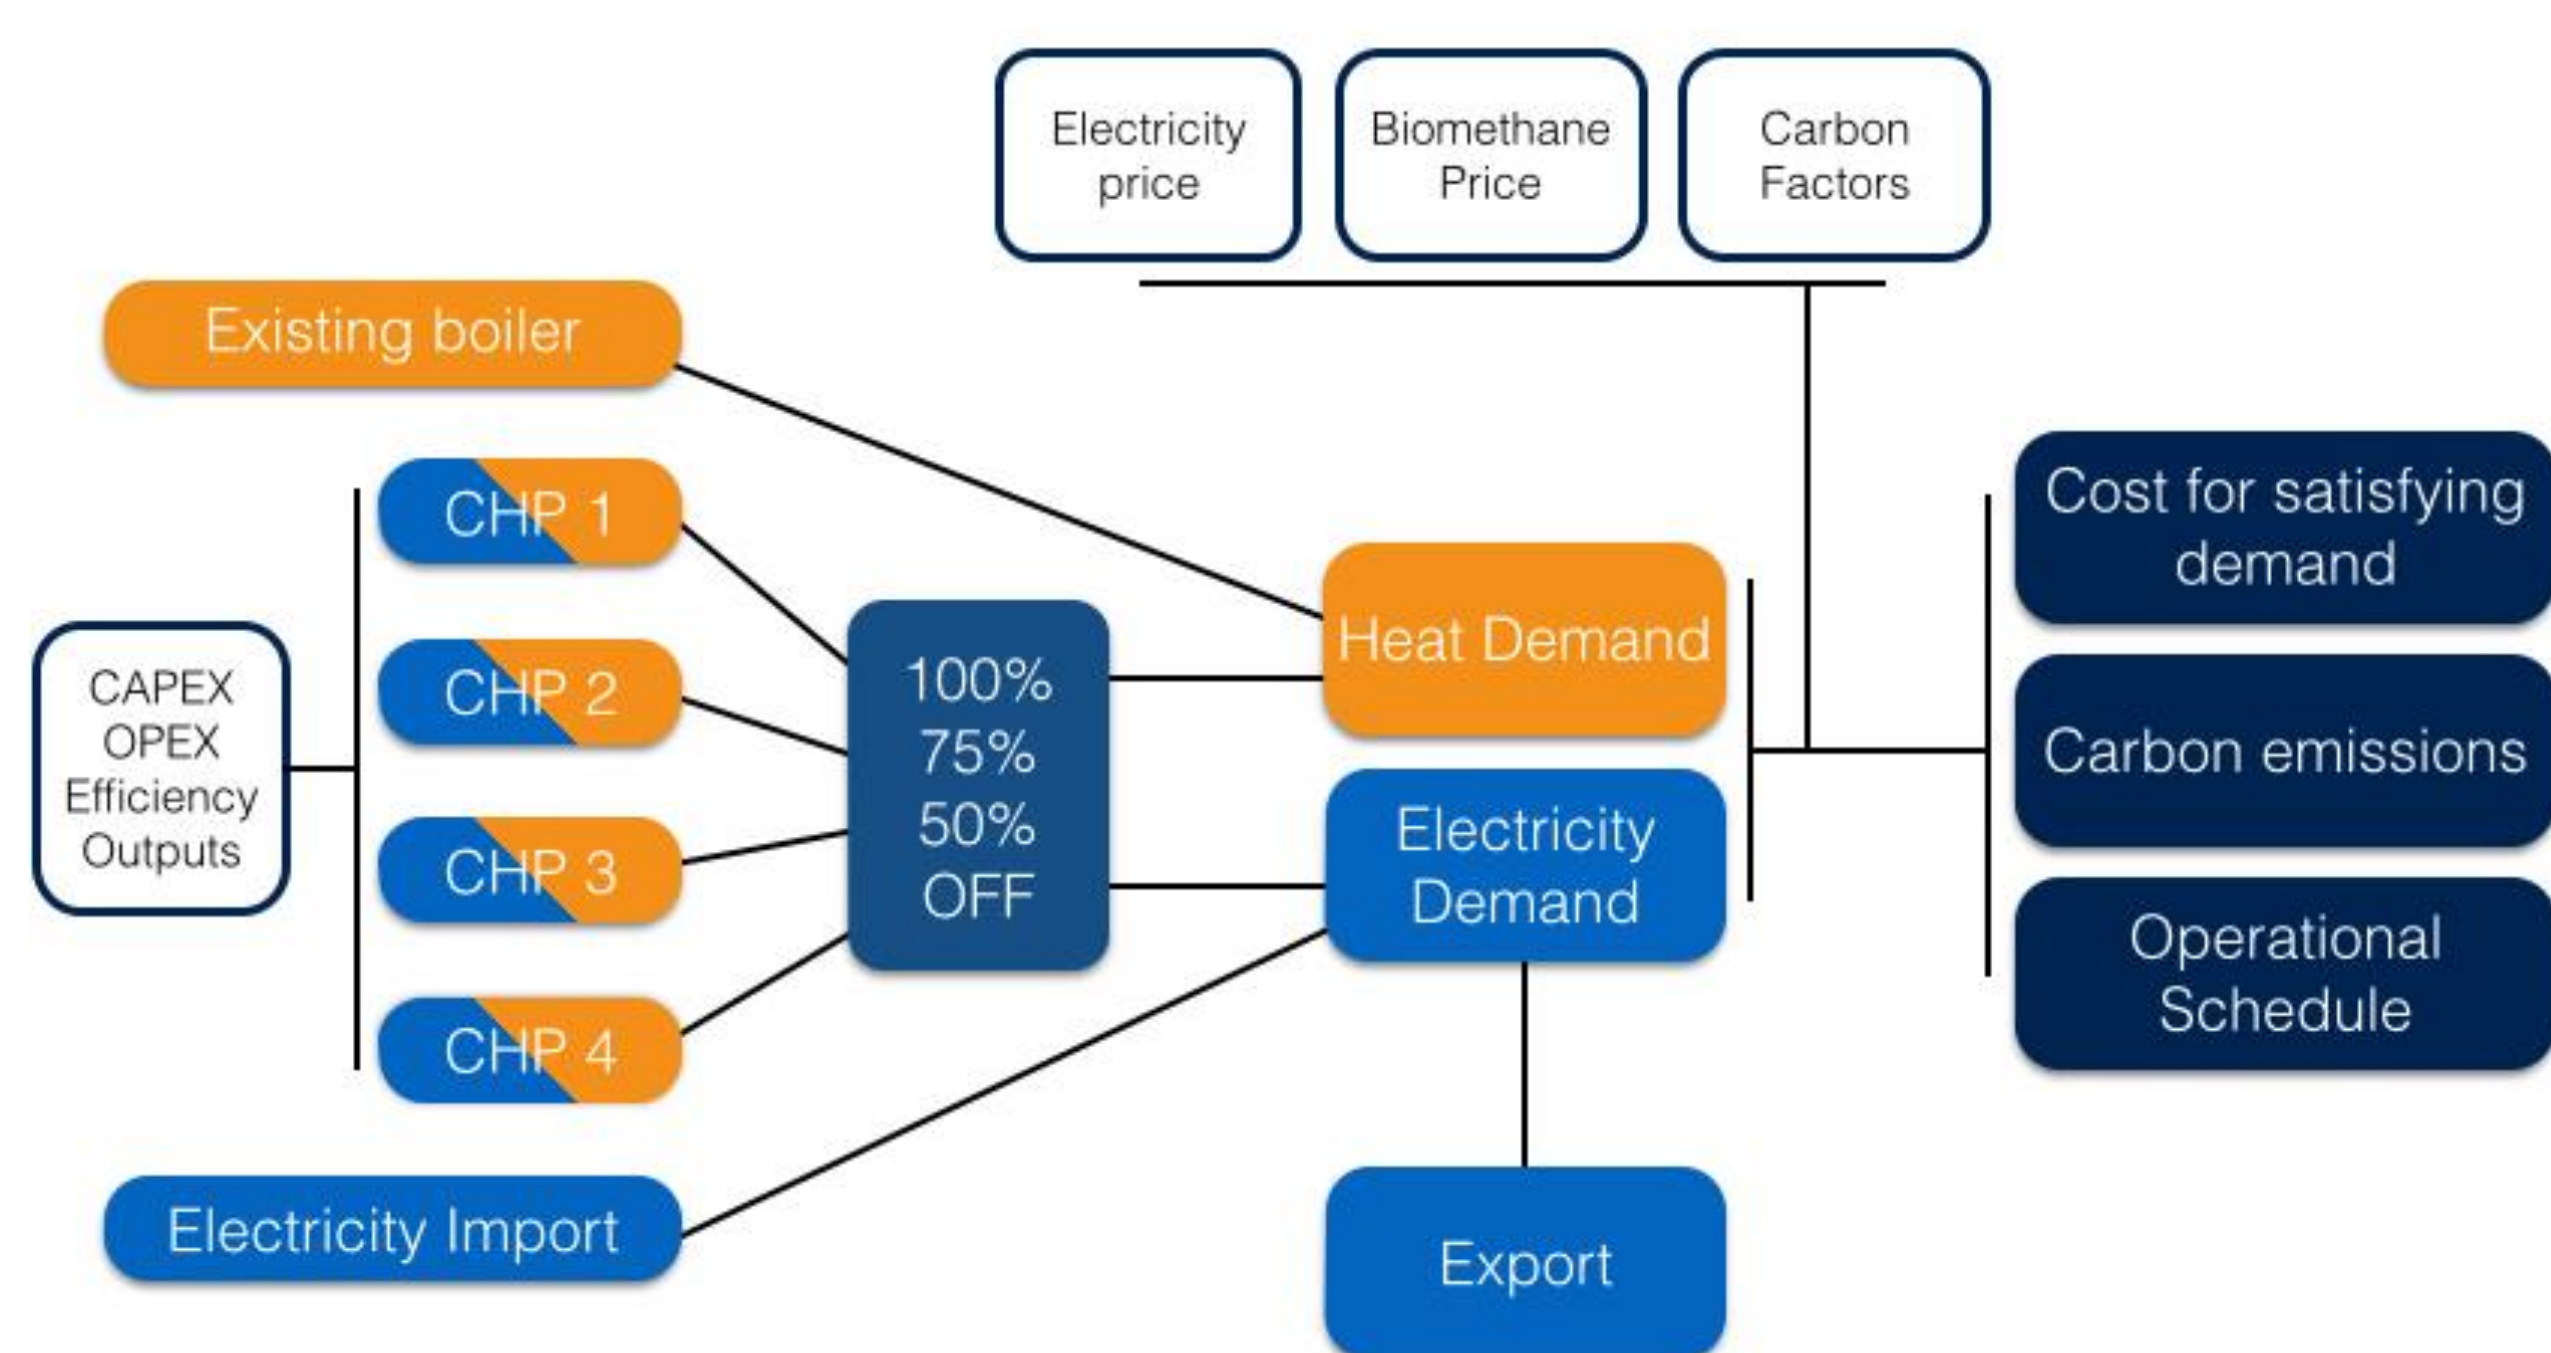 Electricity
price
Biomethane
Price
Carbon
Factors
Existing boiler
CHP 1
CHP 2
CHP 3
CHP 4
CAPEX
OPEX
Efficiency
Outputs
100%
75%
50%
OFF
Heat Demand
Electricity
Demand
Cost for satisfying
demand
Carbon emissions
Operational
Schedule
Electricity Import
Export